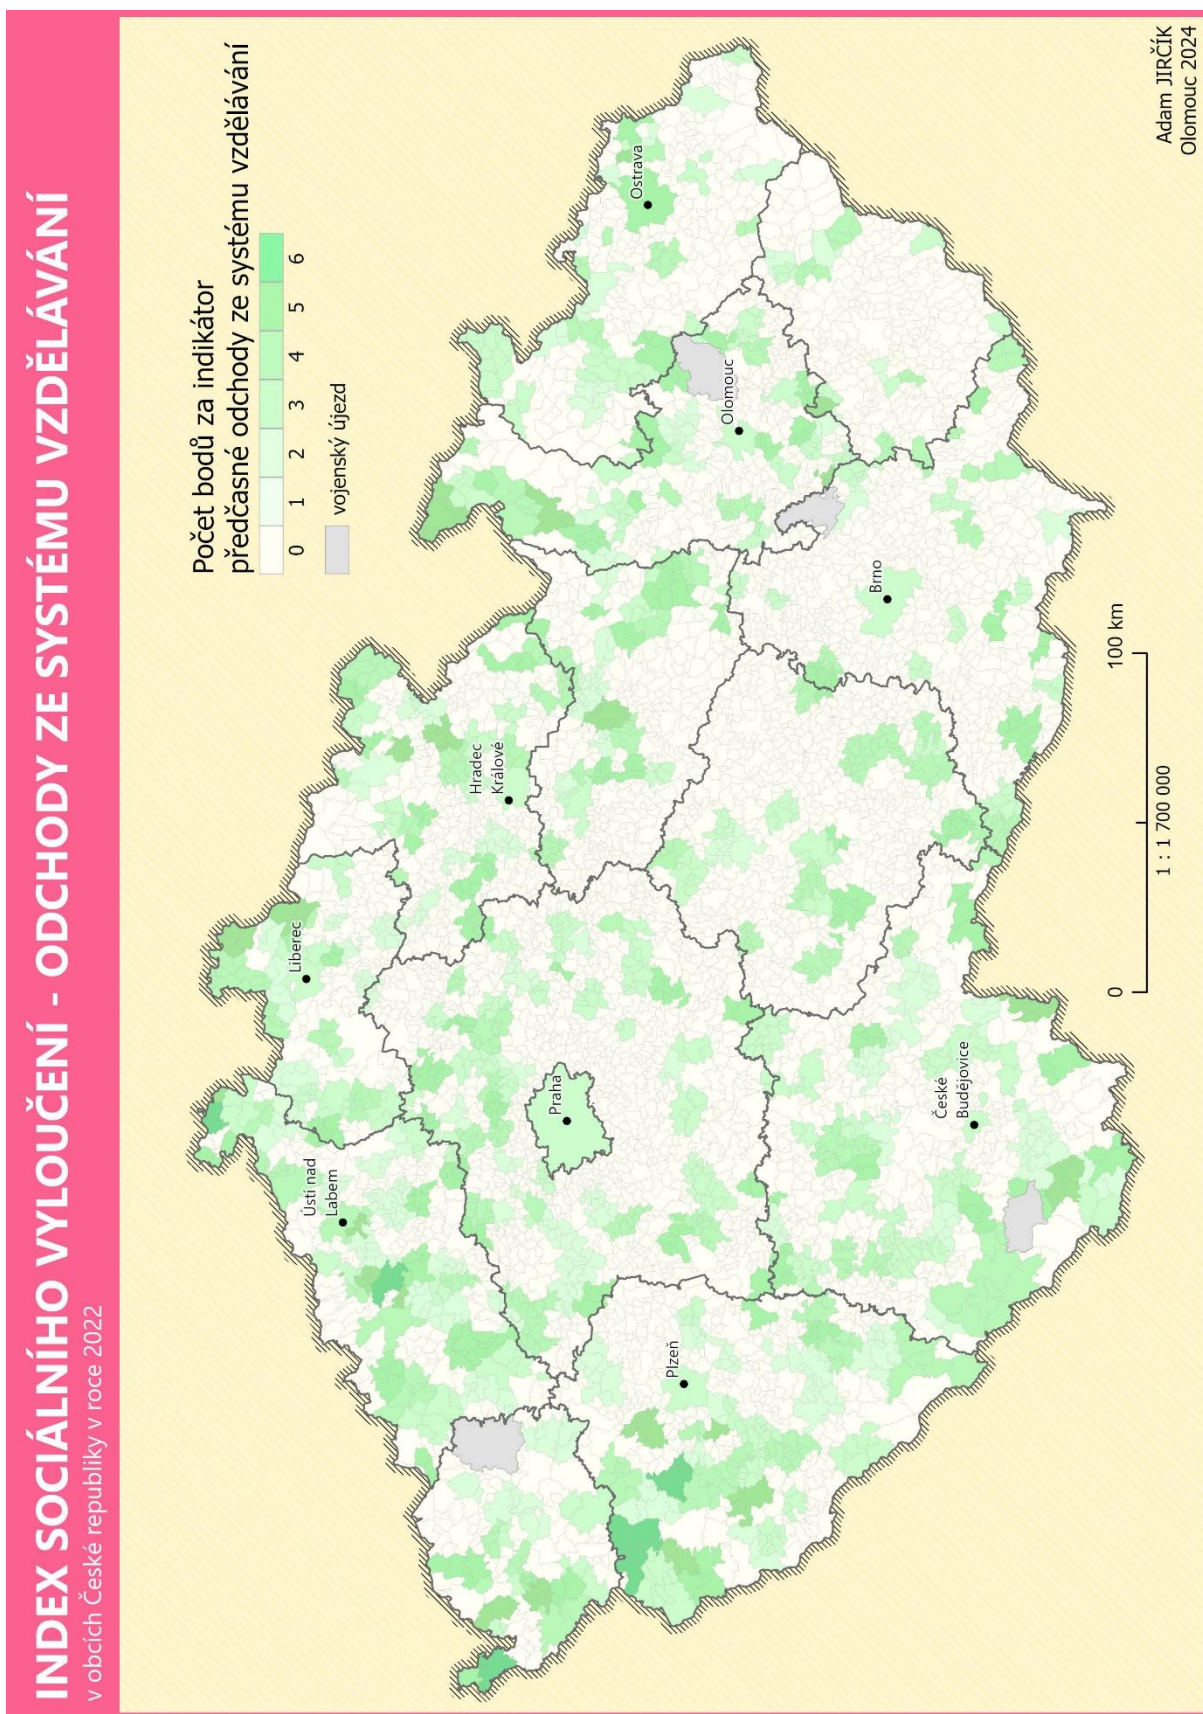 INDEX SOCIÁLNÍHO VYLOUČENÍ - ODCHODY ZE SYSTÉMU VZDĚLÁVÁNÍ
v obcích České republiky v roce 2022
Počet bodů za indikátor
předčasné odchody ze systému vzdělávání
0 1 2 3 4 5 6
vojenský újezd
Liberec
Ústí nad
Labem
Hradec
Králové
Praha
Plzeň
Ostrava
Olomouc
Brno
České
Budějovice
0 100 km
1 : 1 700 000
Adam JIRČÍK
Olomouc 2024